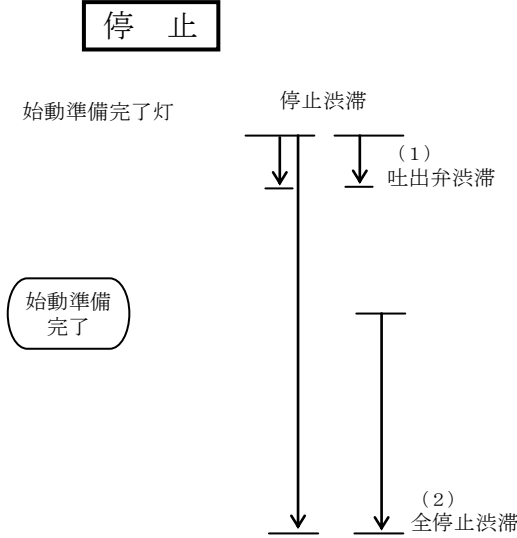 停　止
始動準備完了灯
停止渋滞
（１）
吐出弁渋滞
始動準備
完了
（２）
全停止渋滞